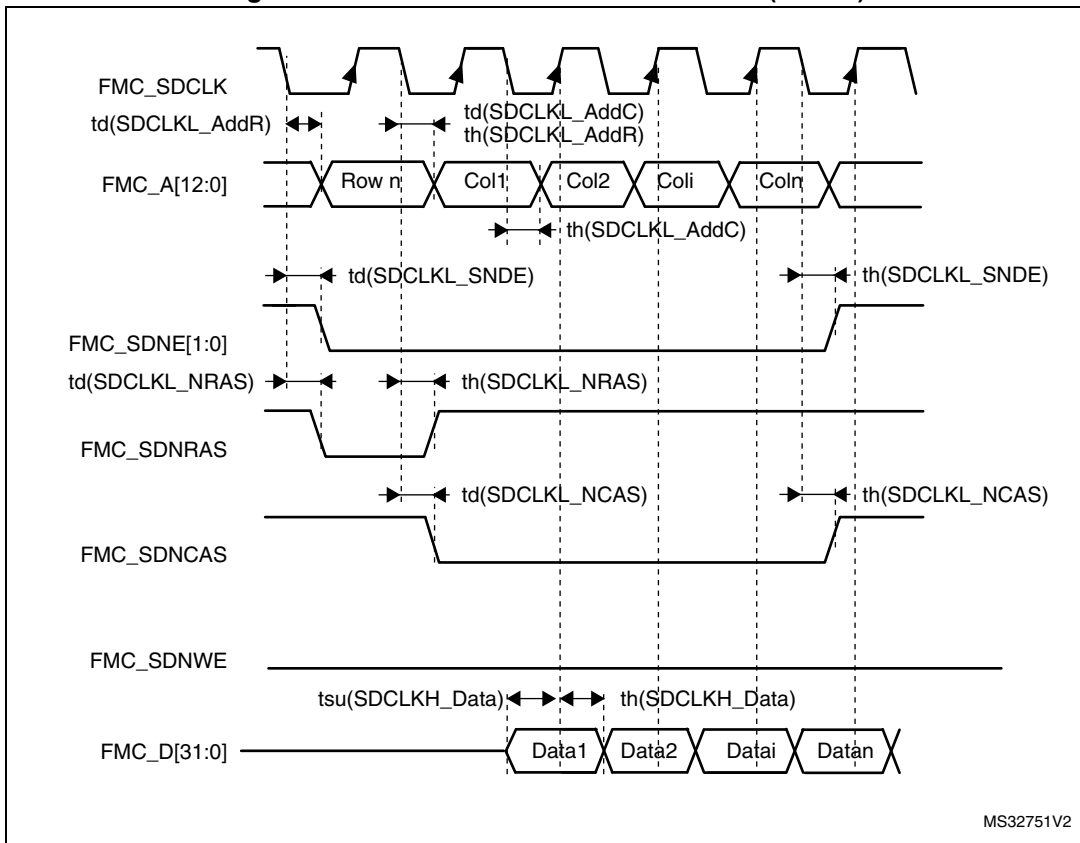 FMC_SDCLK
td(SDCLKL_AddR)
td(SDCLKL_AddC)
th(SDCLKL_AddR)
FMC_A[12:0]
Row n
Col1
Col2
Coli
Coln
th(SDCLKL_AddC)
td(SDCLKL_SNDE)
th(SDCLKL_SNDE)
FMC_SDNE[1:0]
td(SDCLKL_NRAS)
th(SDCLKL_NRAS)
FMC_SDNRAS
td(SDCLKL_NCAS)
th(SDCLKL_NCAS)
FMC_SDNCAS
FMC_SDNWE
tsu(SDCLKH_Data)
th(SDCLKH_Data)
FMC_D[31:0]
Data1
Data2
Datai
Datan
MS32751V2